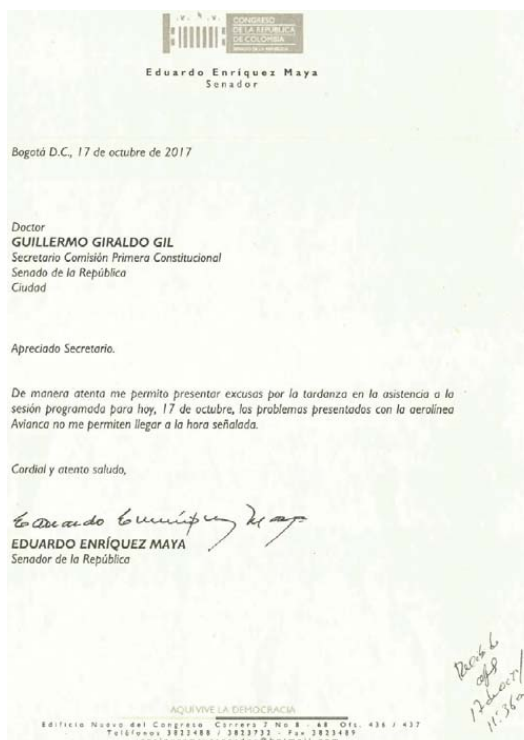 CONGRESO
DE LA REPÚBLICA
DE COLOMBIA
Eduardo Enríquez Maya
Senador
Bogotá D.C., 17 de octubre de 2017
Doctor
GUILLERMO GIRALDO GIL
Secretario Comisión Primera Constitucional
Senado de la República
Ciudad
Apreciado Secretario.
De manera atenta me permito presentar excusas por la tardanza en la asistencia a la
sesión programada para hoy, 17 de octubre, los problemas presentados con la aerolínea
Avianca no me permiten llegar a la hora señalada.
Cordial y atento saludo,
Eduardo Enríquez Maya
EDUARDO ENRÍQUEZ MAYA
Senador de la República
AQUI VIVE LA DEMOCRACIA
Edificio Nuevo del Congreso Carrera 7 No 8 - 68 Ofs. 436 / 437
Teléfonos 3823488 / 3823732 - Fax 3823489